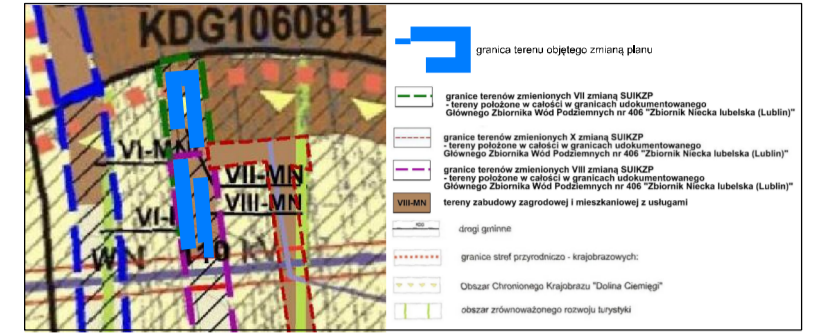 KDG106081L
VI-MN
VII-MN
VIII-MN
VI-
WN 110 kV
granica terenu objętego zmianą planu
granice terenów zmienionych VII zmianą SUIKZP
- tereny położone w całości w granicach udokumentowanego
Głównego Zbiornika Wód Podziemnych nr 406 "Zbiornik Niecka lubelska (Lublin)"
granice terenów zmienionych X zmianą SUIKZP
- tereny położone w całości w granicach udokumentowanego
Głównego Zbiornika Wód Podziemnych nr 406 "Zbiornik Niecka lubelska (Lublin)"
granice terenów zmienionych VIII zmianą SUIKZP
- tereny położone w całości w granicach udokumentowanego
Głównego Zbiornika Wód Podziemnych nr 406 "Zbiornik Niecka lubelska (Lublin)"
VIII-MN tereny zabudowy zagrodowej i mieszkaniowej z usługami
drogi gminne
granice stref przyrodniczo - krajobrazowych:
Obszar Chronionego Krajobrazu "Dolina Ciemięgi"
obszar zrównoważonego rozwoju turystyki